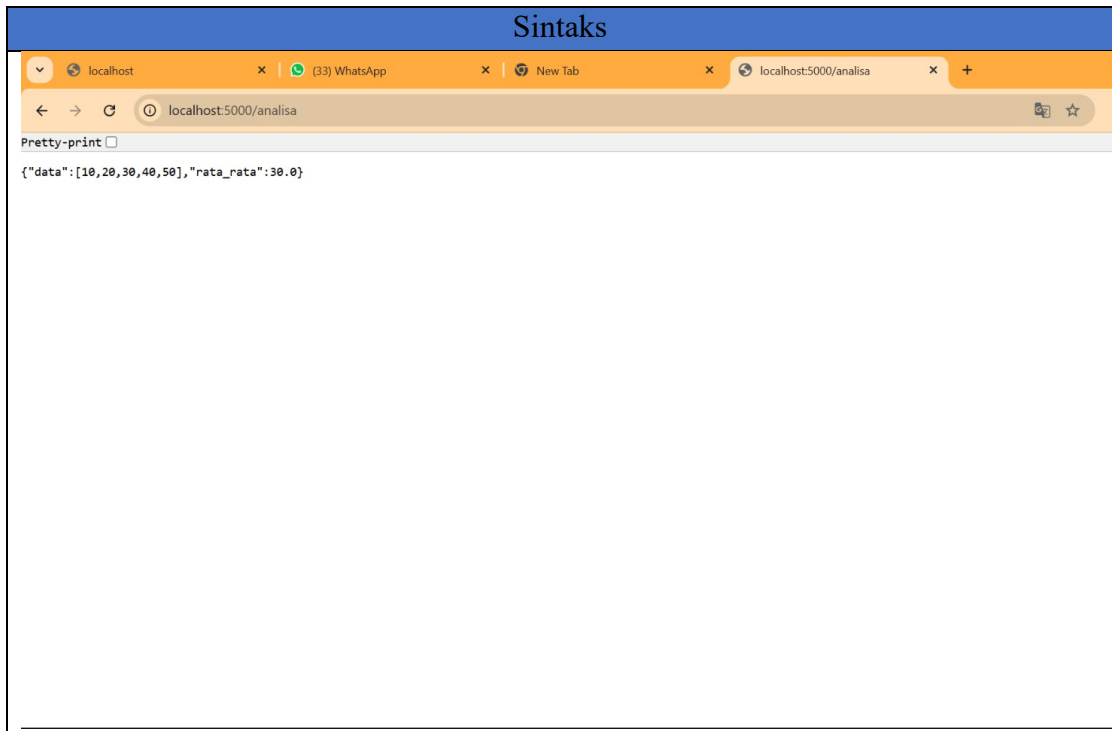 Sintaks
localhost
(33) WhatsApp
New Tab
localhost:5000/analisa
localhost:5000/analisa
Pretty-print
{"data":[10,20,30,40,50],"rata_rata":30.0}